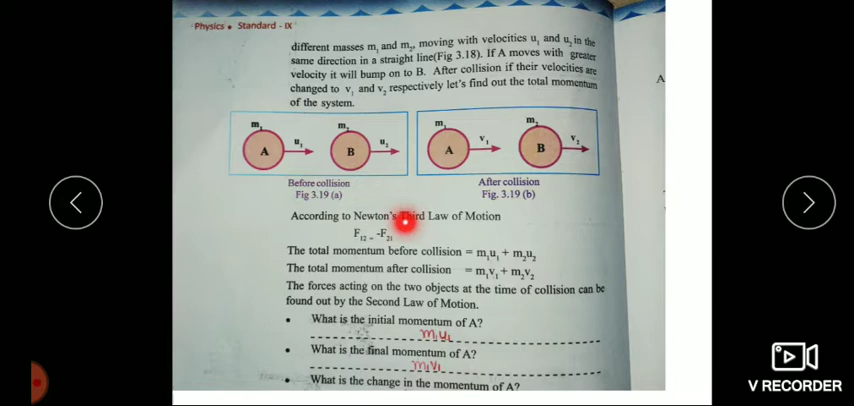 Physics • Standard - IX
different masses m₁ and m₂, moving with velocities u₁ and u₂ in the
same direction in a straight line(Fig 3.18). If A moves with greater
velocity it will bump on to B. After collision if their velocities are
changed to v₁ and v₂ respectively let's find out the total momentum
of the system.
m₁ m₂ m₁ m₂
A u₁ B u₂ A v₁ B v₂
Before collision After collision
Fig 3.19 (a) Fig. 3.19 (b)
According to Newton's Third Law of Motion
F₁₂ = -F₂₁
The total momentum before collision = m₁u₁ + m₂u₂
The total momentum after collision = m₁v₁ + m₂v₂
The forces acting on the two objects at the time of collision can be
found out by the Second Law of Motion.
• What is the initial momentum of A?
m₁u₁
• What is the final momentum of A?
m₁v₁
• What is the change in the momentum of A?
A
V RECORDER